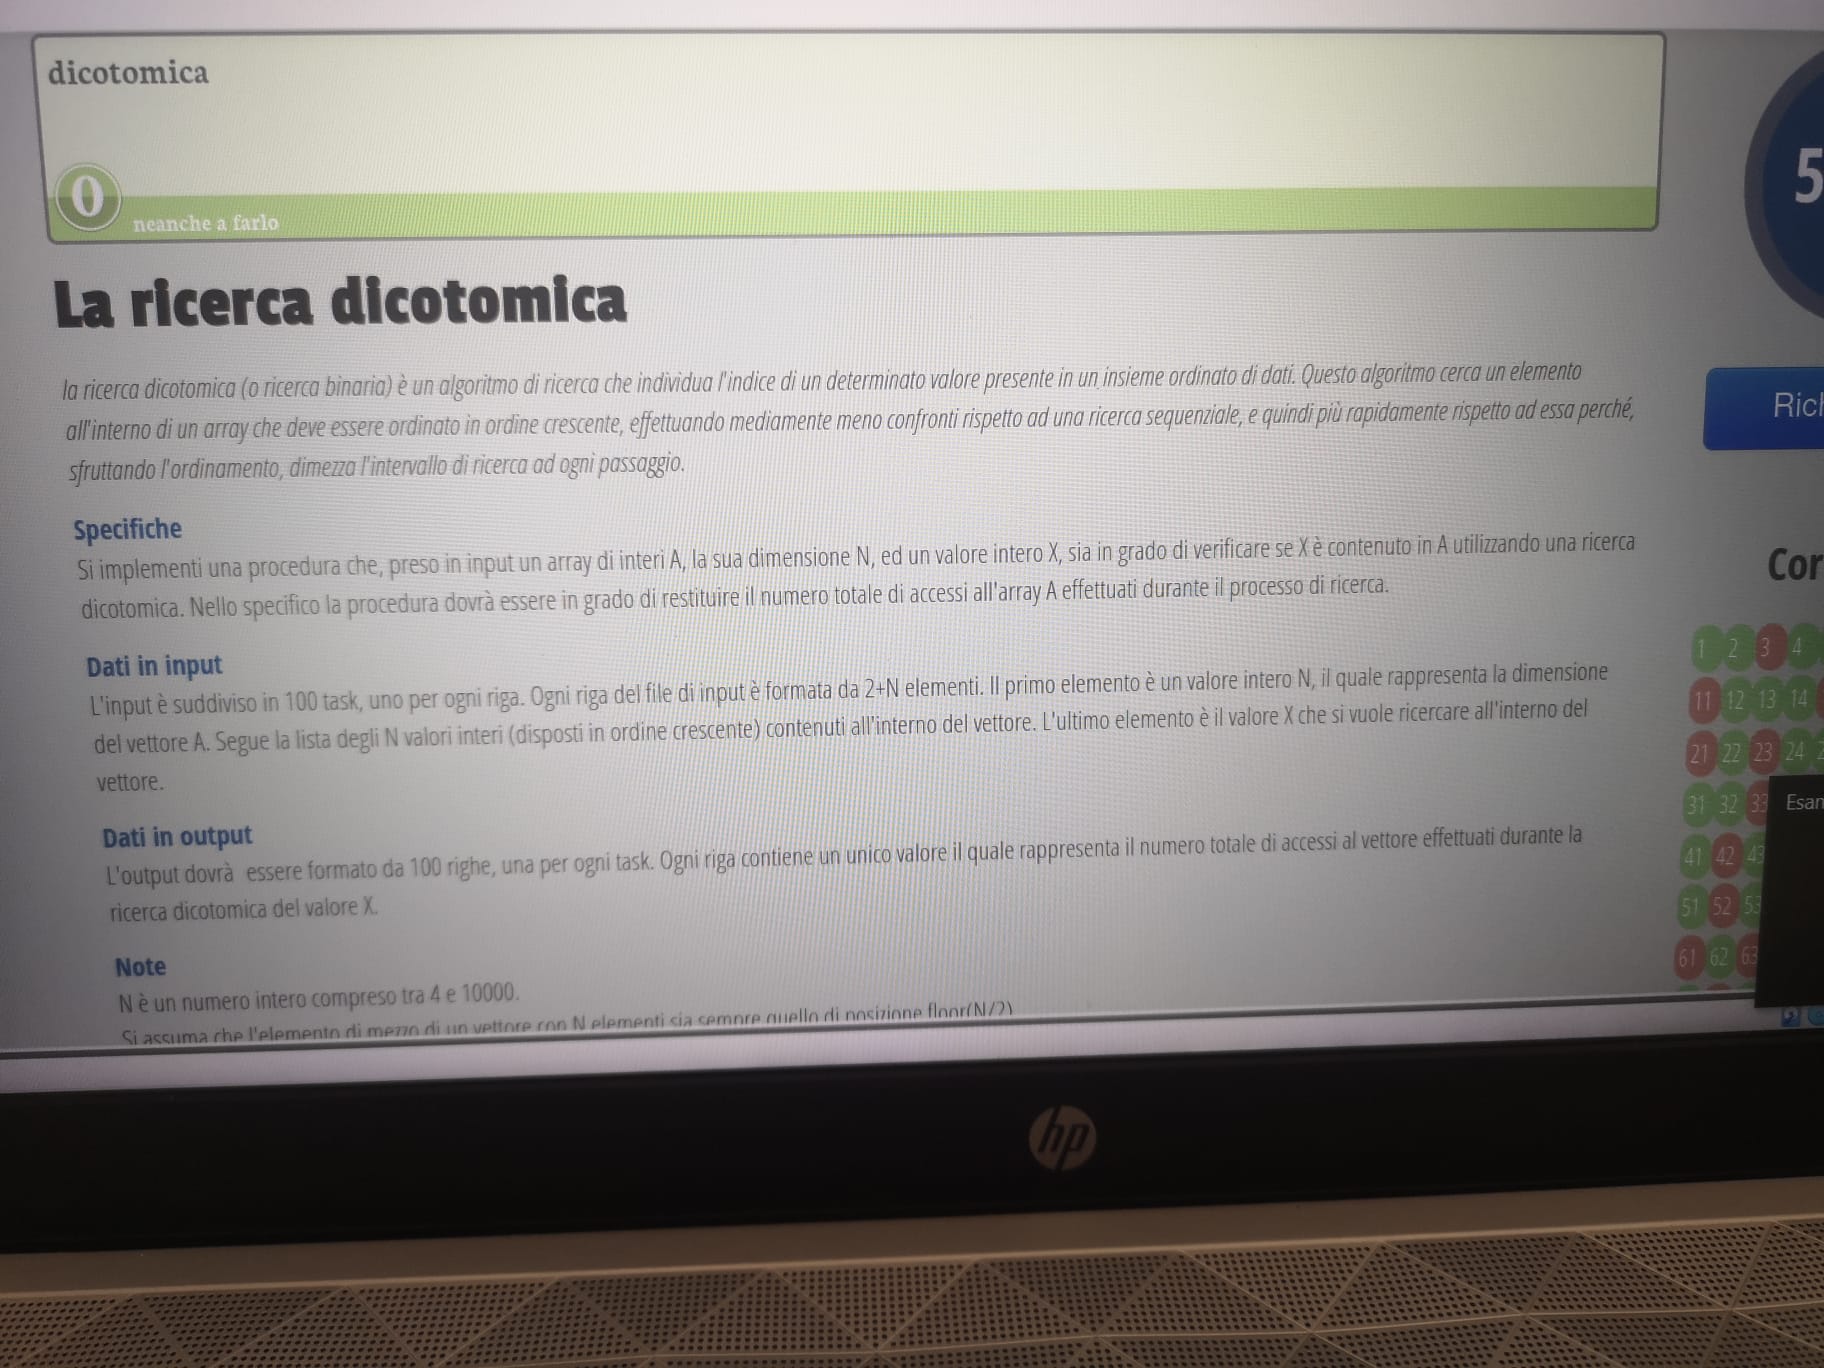 dicotomica
5
0
neanche a farlo
La ricerca dicotomica
la ricerca dicotomica (o ricerca binaria) è un algoritmo di ricerca che individua l'indice di un determinato valore presente in un insieme ordinato di dati. Questo algoritmo cerca un elemento
all'interno di un array che deve essere ordinato in ordine crescente, effettuando mediamente meno confronti rispetto ad una ricerca sequenziale, e quindi più rapidamente rispetto ad essa perché,
sfruttando l'ordinamento, dimezza l'intervallo di ricerca ad ogni passaggio.
Rich
Specifiche
Si implementi una procedura che, preso in input un array di interi A, la sua dimensione N, ed un valore intero X, sia in grado di verificare se X è contenuto in A utilizzando una ricerca
dicotomica. Nello specifico la procedura dovrà essere in grado di restituire il numero totale di accessi all'array A effettuati durante il processo di ricerca.
Cor
Dati in input
L'input è suddiviso in 100 task, uno per ogni riga. Ogni riga del file di input è formata da 2+N elementi. Il primo elemento è un valore intero N, il quale rappresenta la dimensione
del vettore A. Segue la lista degli N valori interi (disposti in ordine crescente) contenuti all'interno del vettore. L'ultimo elemento è il valore X che si vuole ricercare all'interno del
vettore.
1 2 3 4
11 12 13 14
21 22 23 24 2
31 32 33
Esan
41 42 43
51 52 53
61 62 63
Dati in output
L'output dovrà essere formato da 100 righe, una per ogni task. Ogni riga contiene un unico valore il quale rappresenta il numero totale di accessi al vettore effettuati durante la
ricerca dicotomica del valore X.
Note
N è un numero intero compreso tra 4 e 10000.
Si assuma che l'elemento di mezzo di un vettore con N elementi sia sempre quello di posizione floor(N/2)
hp